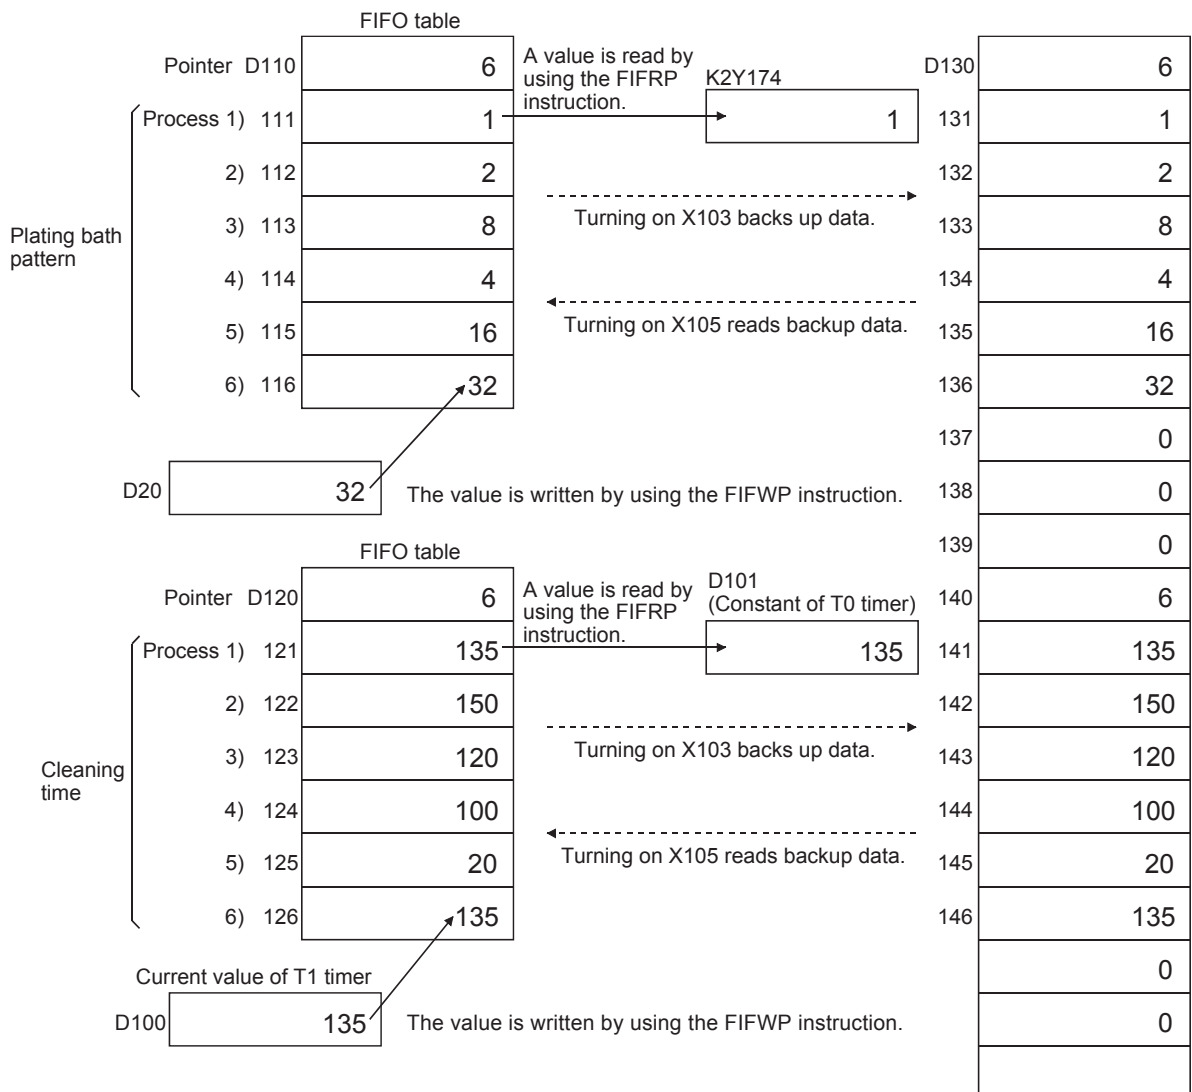 FIFO table
Pointer D110 6
A value is read by
using the FIFRP
instruction.
K2Y174
D130 6
Process 1) 111 1
1
131 1
2) 112 2
132 2
Turning on X103 backs up data.
3) 113 8
133 8
Plating bath
pattern
4) 114 4
134 4
Turning on X105 reads backup data.
5) 115 16
135 16
6) 116 32
136 32
137 0
D20 32
The value is written by using the FIFWP instruction.
138 0
139 0
FIFO table
Pointer D120 6
A value is read by
using the FIFRP
instruction.
D101
(Constant of T0 timer)
140 6
Process 1) 121 135
135
141 135
2) 122 150
142 150
Turning on X103 backs up data.
3) 123 120
143 120
Cleaning
time
4) 124 100
144 100
Turning on X105 reads backup data.
5) 125 20
145 20
6) 126 135
146 135
Current value of T1 timer
0
D100 135
The value is written by using the FIFWP instruction.
0